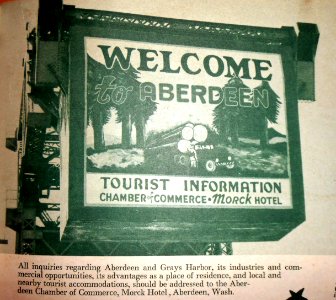 WELCOME
to ABERDEEN
TOURIST INFORMATION
CHAMBER of COMMERCE • Morck HOTEL
All inquiries regarding Aberdeen and Grays Harbor, its industries and com-
mercial opportunities, its advantages as a place of residence, and local and
nearby tourist accommodations, should be addressed to the Aber-
deen Chamber of Commerce, Morck Hotel, Aberdeen, Wash.